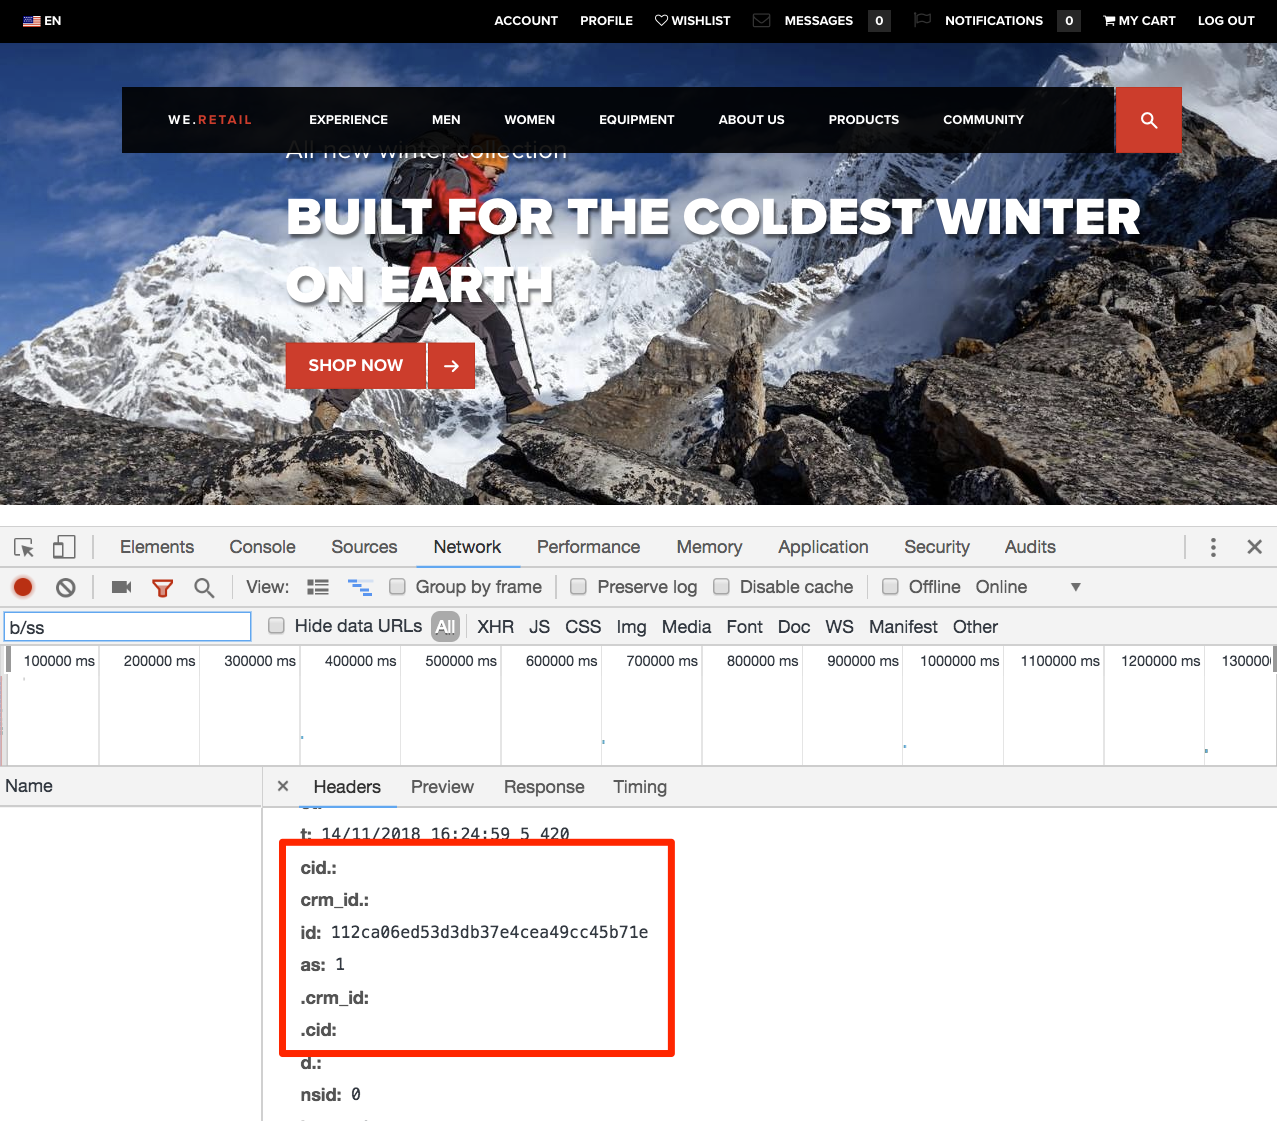 EN ACCOUNT PROFILE WISHLIST MESSAGES 0 NOTIFICATIONS 0 MY CART LOG OUT
WE.RETAIL EXPERIENCE MEN WOMEN EQUIPMENT ABOUT US PRODUCTS COMMUNITY
All new winter collection
BUILT FOR THE COLDEST WINTER
ON EARTH
SHOP NOW
Elements Console Sources Network Performance Memory Application Security Audits
View: Group by frame Preserve log Disable cache Offline Online
b/ss Hide data URLs All XHR JS CSS Img Media Font Doc WS Manifest Other
100000 ms 200000 ms 300000 ms 400000 ms 500000 ms 600000 ms 700000 ms 800000 ms 900000 ms 1000000 ms 1100000 ms 1200000 ms
Name Headers Preview Response Timing
t: 14/11/2018 16:24:59 5 420
cid.:
crm_id.:
id: 112ca06ed53d3db37e4cea49cc45b71e
as: 1
.crm_id:
.cid:
d.:
nsid: 0